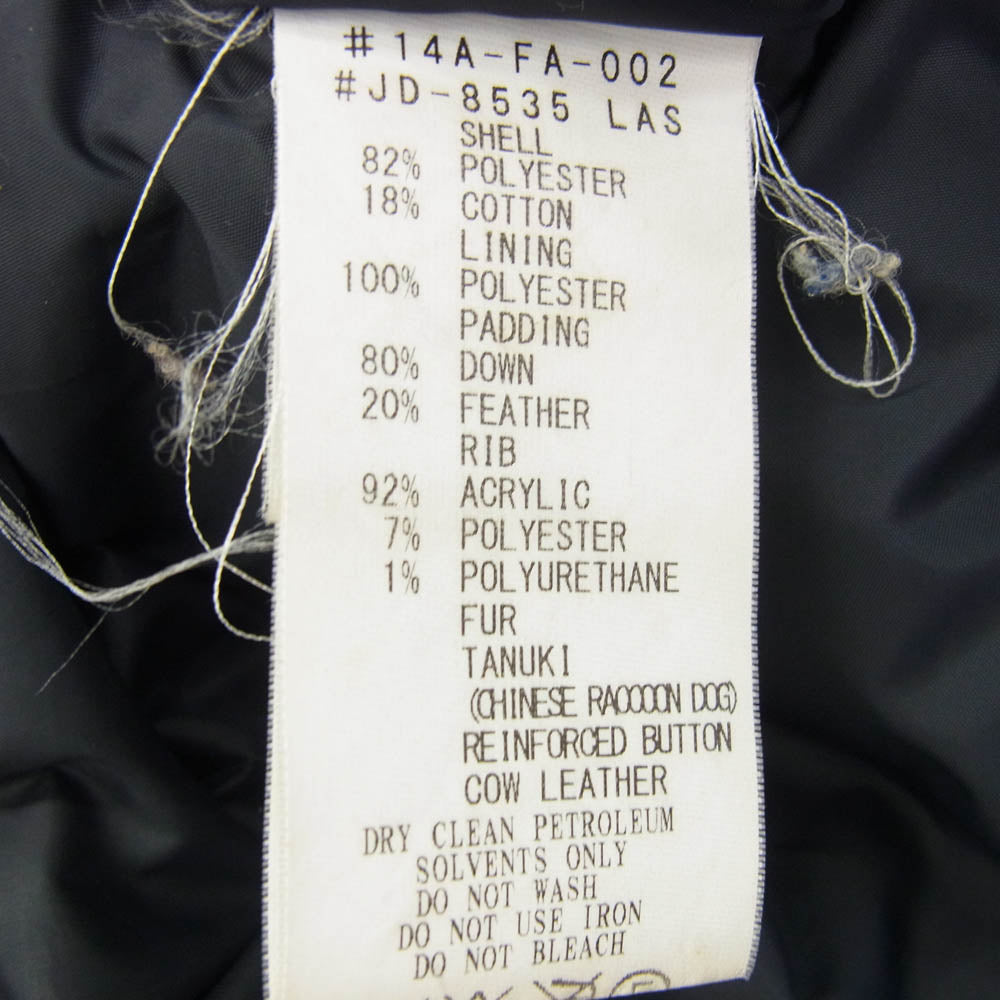 #14A-FA-002
#JD-8535 LAS
SHELL
82% POLYESTER
18% COTTON
LINING
100% POLYESTER
PADDING
80% DOWN
20% FEATHER
RIB
92% ACRYLIC
7% POLYESTER
1% POLYURETHANE
FUR
TANUKI
(CHINESE RACCOON DOG)
REINFORCED BUTTON
COW LEATHER
DRY CLEAN PETROLEUM
SOLVENTS ONLY
DO NOT WASH
DO NOT USE IRON
DO NOT BLEACH